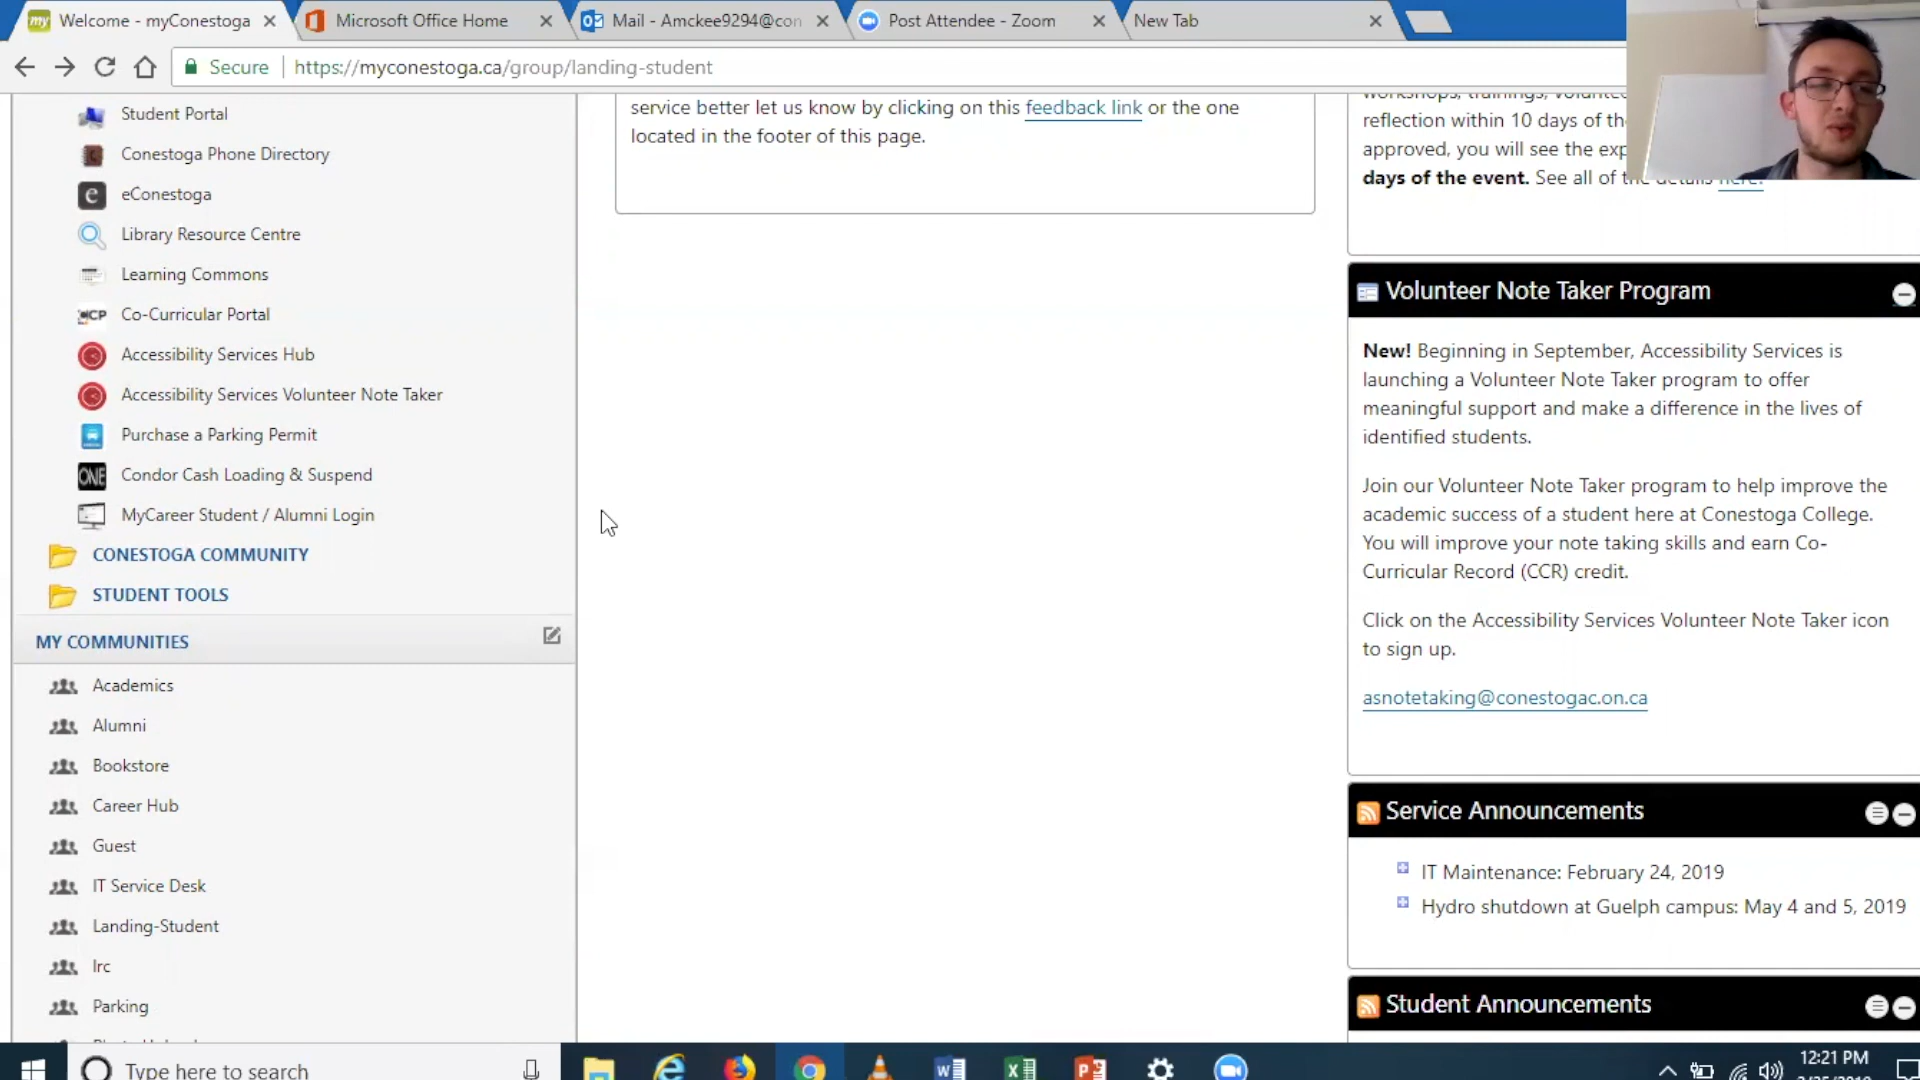 Welcome - myConestoga
Microsoft Office Home
Mail - Amckee9294@con
Post Attendee - Zoom
New Tab
Secure
https://myconestoga.ca/group/landing-student
Student Portal
Conestoga Phone Directory
eConestoga
Library Resource Centre
Learning Commons
Co-Curricular Portal
Accessibility Services Hub
Accessibility Services Volunteer Note Taker
Purchase a Parking Permit
ONE
Condor Cash Loading & Suspend
MyCareer Student / Alumni Login
CONESTOGA COMMUNITY
STUDENT TOOLS
MY COMMUNITIES
Academics
Alumni
Bookstore
Career Hub
Guest
IT Service Desk
Landing-Student
lrc
Parking
service better let us know by clicking on this feedback link or the one
located in the footer of this page.
workshops, trainings,
reflection within 10 days of
approved, you will see the
days of the event. See all of the details here.
Volunteer Note Taker Program
New! Beginning in September, Accessibility Services is
launching a Volunteer Note Taker program to offer
meaningful support and make a difference in the lives of
identified students.
Join our Volunteer Note Taker program to help improve the
academic success of a student here at Conestoga College.
You will improve your note taking skills and earn Co-
Curricular Record (CCR) credit.
Click on the Accessibility Services Volunteer Note Taker icon
to sign up.
asnotetaking@conestogac.on.ca
Service Announcements
IT Maintenance: February 24, 2019
Hydro shutdown at Guelph campus: May 4 and 5, 2019
Student Announcements
Type here to search
12:21 PM